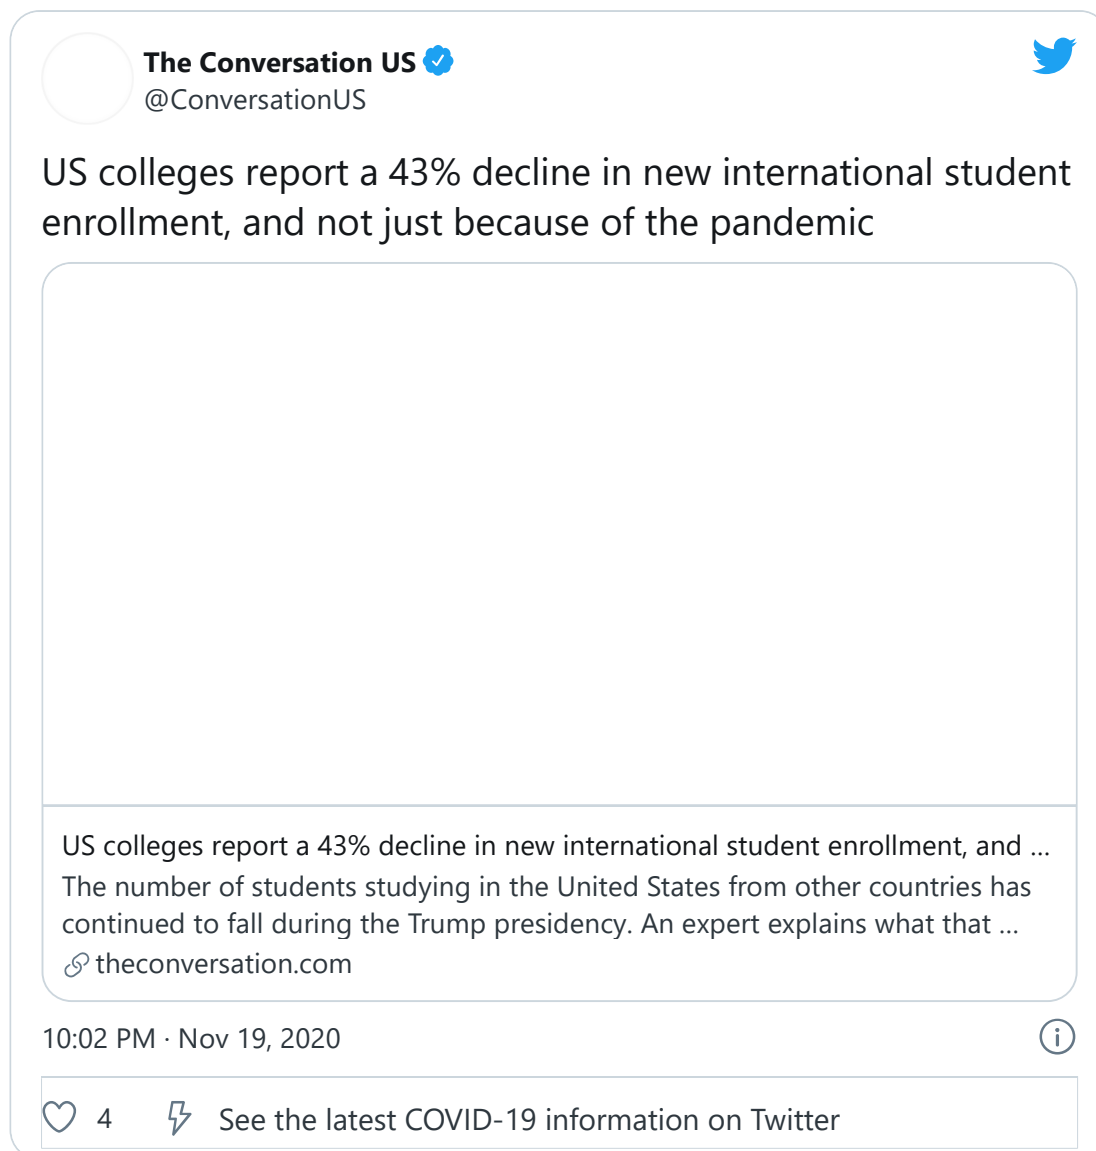 The Conversation US
@ConversationUS
US colleges report a 43% decline in new international student
enrollment, and not just because of the pandemic
US colleges report a 43% decline in new international student enrollment, and ...
The number of students studying in the United States from other countries has
continued to fall during the Trump presidency. An expert explains what that ...
theconversation.com
10:02 PM · Nov 19, 2020
4 See the latest COVID-19 information on Twitter